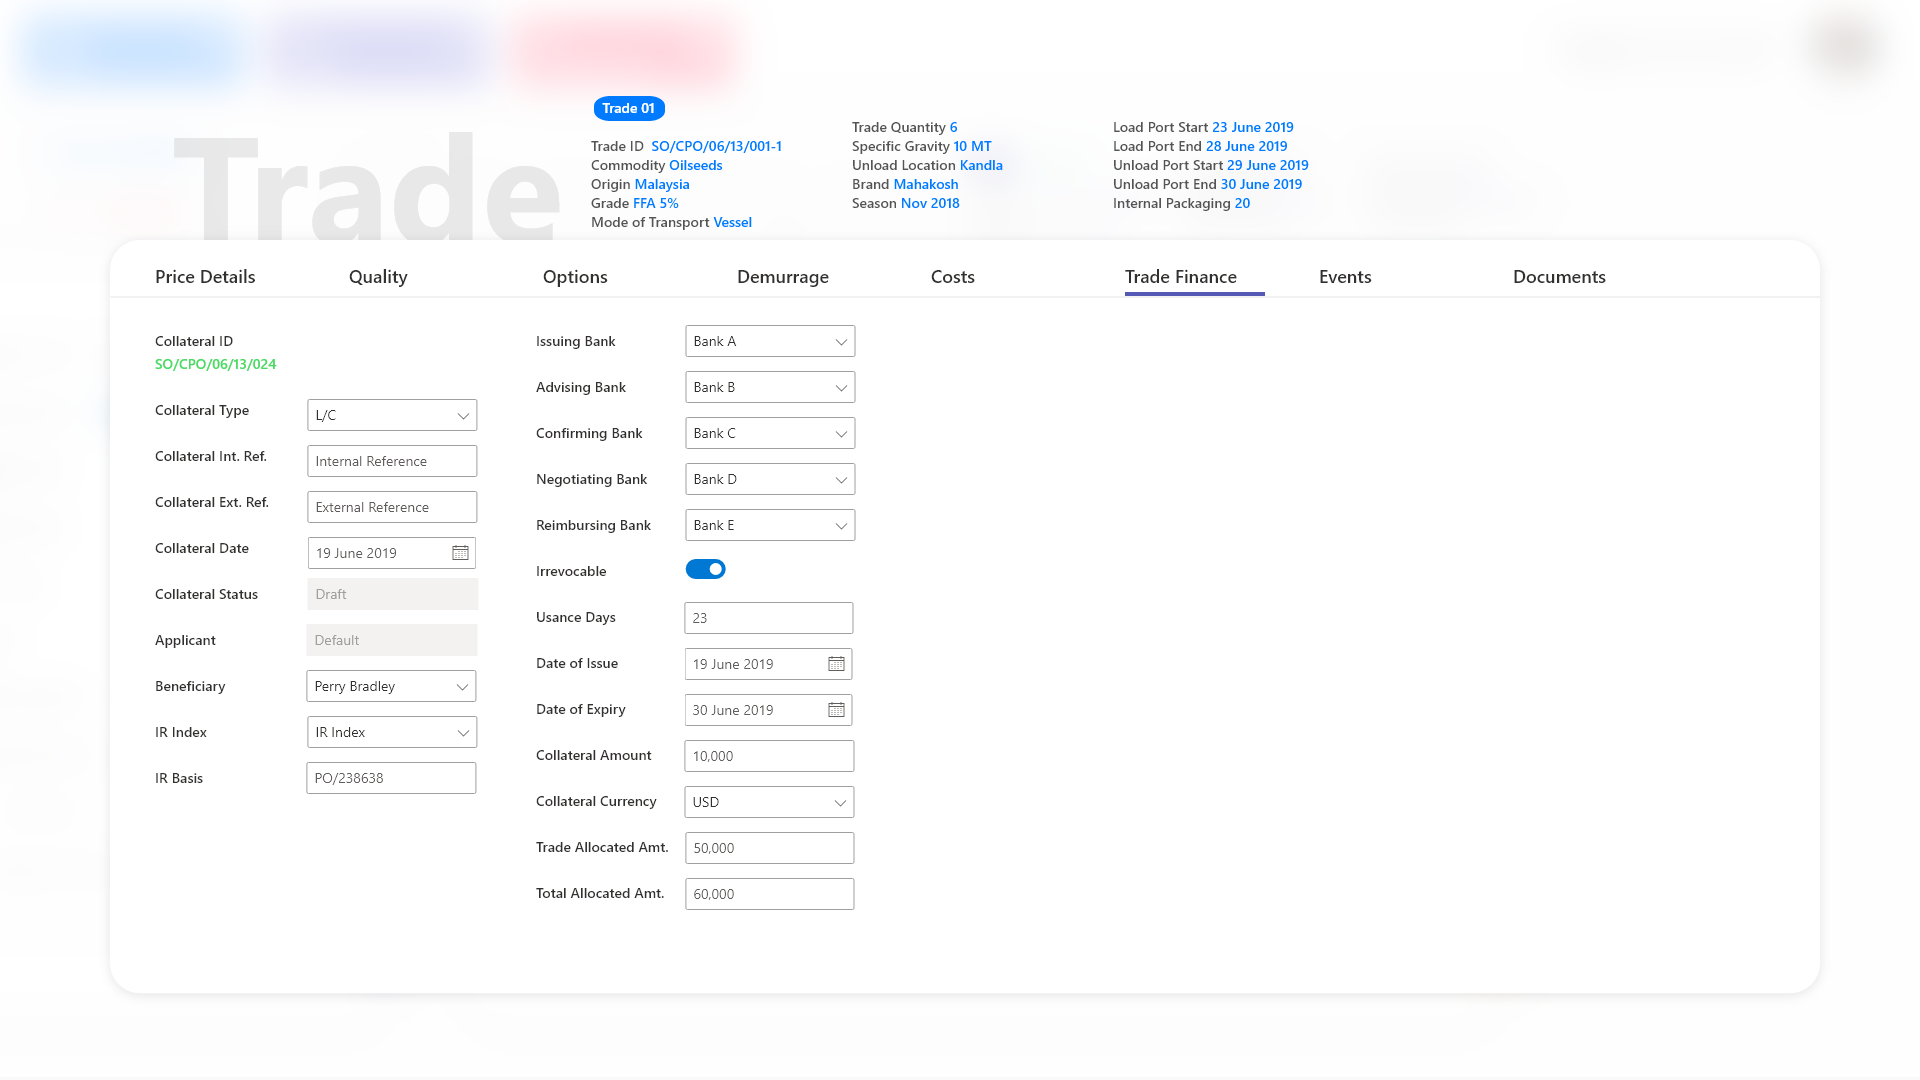 Trade
Trade 01
Trade ID SO/CPO/06/13/001-1
Commodity Oilseeds
Origin Malaysia
Grade FFA 5%
Mode of Transport Vessel
Trade Quantity 6
Specific Gravity 10 MT
Unload Location Kandla
Brand Mahakosh
Season Nov 2018
Load Port Start 23 June 2019
Load Port End 28 June 2019
Unload Port Start 29 June 2019
Unload Port End 30 June 2019
Internal Packaging 20
Price Details Quality Options Demurrage Costs Trade Finance Events Documents
Collateral ID
SO/CPO/06/13/024
Collateral Type L/C
Collateral Int. Ref. Internal Reference
Collateral Ext. Ref. External Reference
Collateral Date 19 June 2019
Collateral Status Draft
Applicant Default
Beneficiary Perry Bradley
IR Index IR Index
IR Basis PO/238638
Issuing Bank Bank A
Advising Bank Bank B
Confirming Bank Bank C
Negotiating Bank Bank D
Reimbursing Bank Bank E
Irrevocable
Usance Days 23
Date of Issue 19 June 2019
Date of Expiry 30 June 2019
Collateral Amount 10,000
Collateral Currency USD
Trade Allocated Amt. 50,000
Total Allocated Amt. 60,000